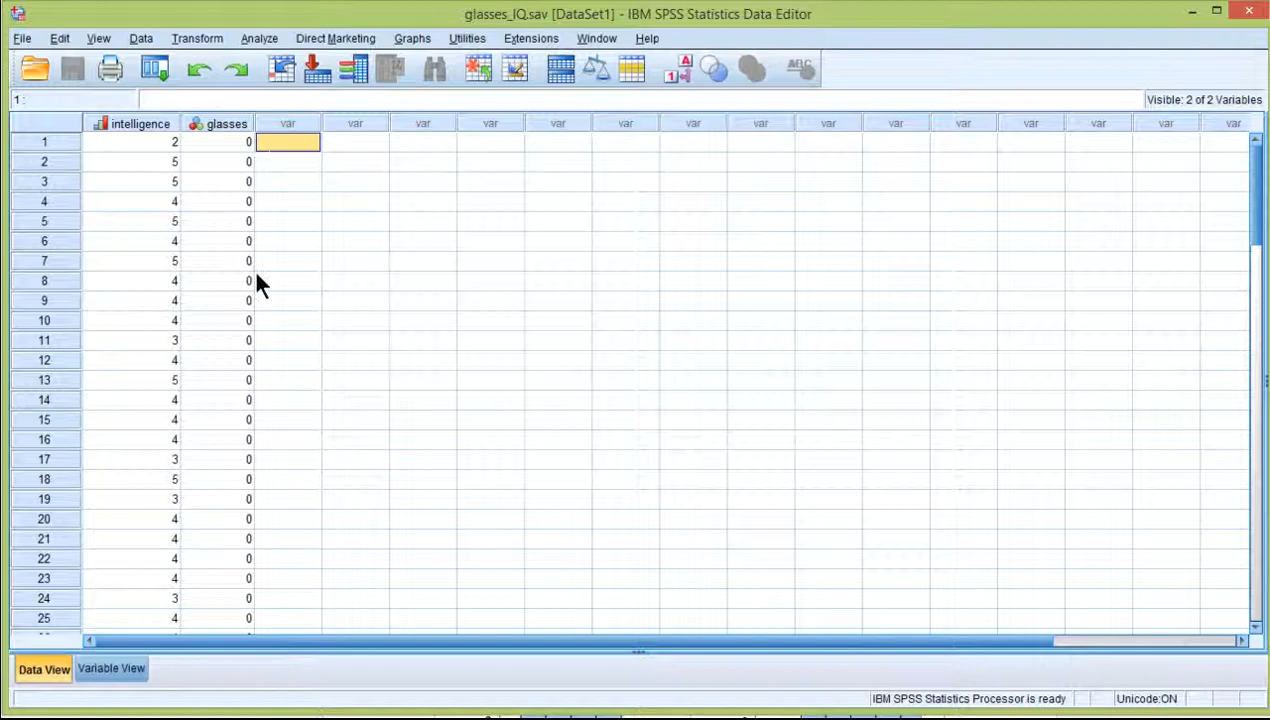 glasses_IQ.sav [DataSet1] - IBM SPSS Statistics Data Editor
File Edit View Data Transform Analyze Direct Marketing Graphs Utilities Extensions Window Help
A
1
ABC
1 : Visible: 2 of 2 Variables
intelligence glasses var var var var var var var var var var var var var var var
1 2 0
2 5 0
3 5 0
4 4 0
5 5 0
6 4 0
7 5 0
8 4 0
9 4 0
10 4 0
11 3 0
12 4 0
13 5 0
14 4 0
15 4 0
16 4 0
17 3 0
18 5 0
19 3 0
20 4 0
21 4 0
22 4 0
23 4 0
24 3 0
25 4 0
Data View Variable View
IBM SPSS Statistics Processor is ready Unicode:ON